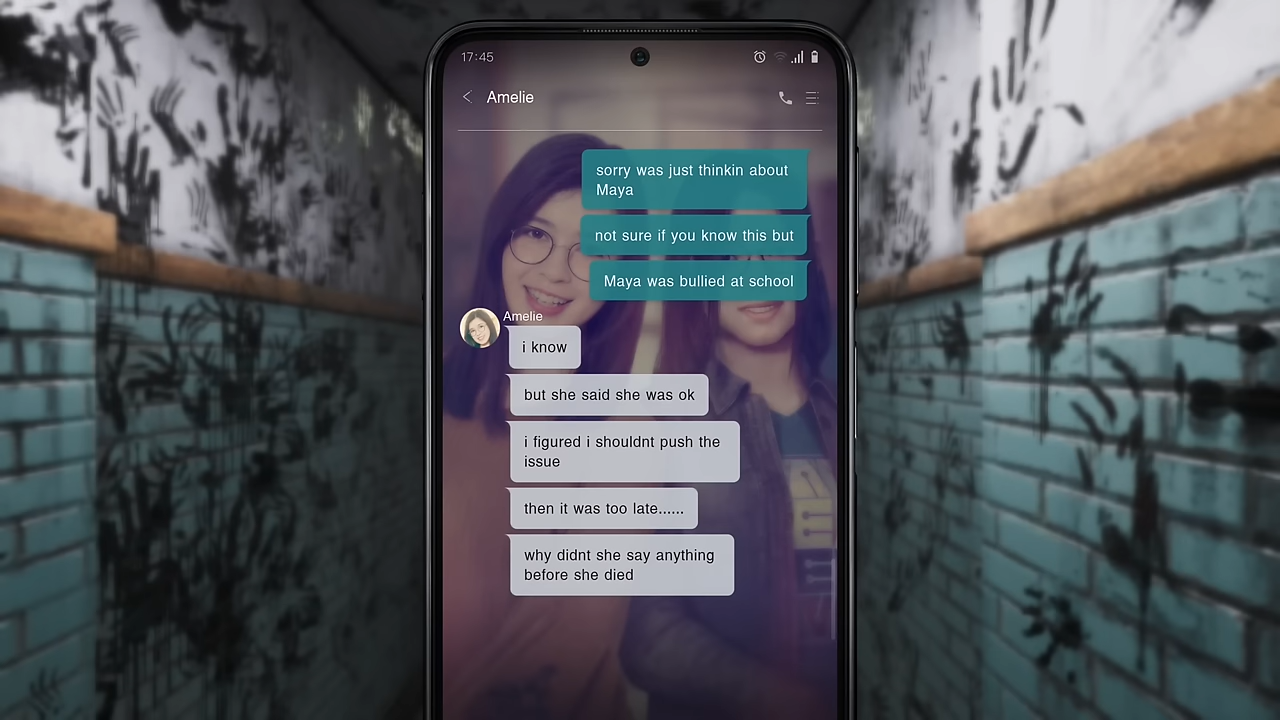 17:45
Amelie
sorry was just thinkin about
Maya
not sure if you know this but
Maya was bullied at school
Amelie
i know
but she said she was ok
i figured i shouldnt push the
issue
then it was too late......
why didnt she say anything
before she died